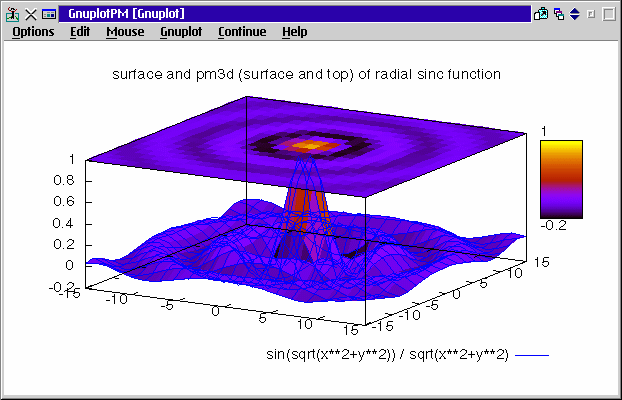 GnuplotPM [Gnuplot]
Options Edit Mouse Gnuplot Continue Help
surface and pm3d (surface and top) of radial sinc function
1
-0.2
1
0.8
0.6
0.4
0.2
0
-0.2
-15 -10 -5 0 5 10 15
-15 -10 -5 0 5 10 15
sin(sqrt(x**2+y**2)) / sqrt(x**2+y**2)